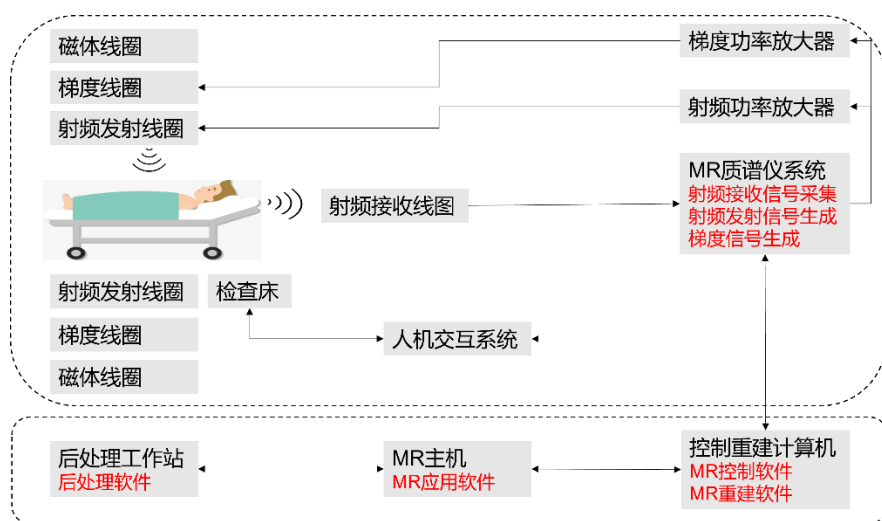 磁体线圈
梯度功率放大器
梯度线圈
射频功率放大器
射频发射线圈
MR质谱仪系统
射频接收信号采集
射频发射信号生成
梯度信号生成
射频接收线图
射频发射线圈
检查床
梯度线圈
人机交互系统
磁体线圈
后处理工作站
后处理软件
MR主机
MR应用软件
控制重建计算机
MR控制软件
MR重建软件